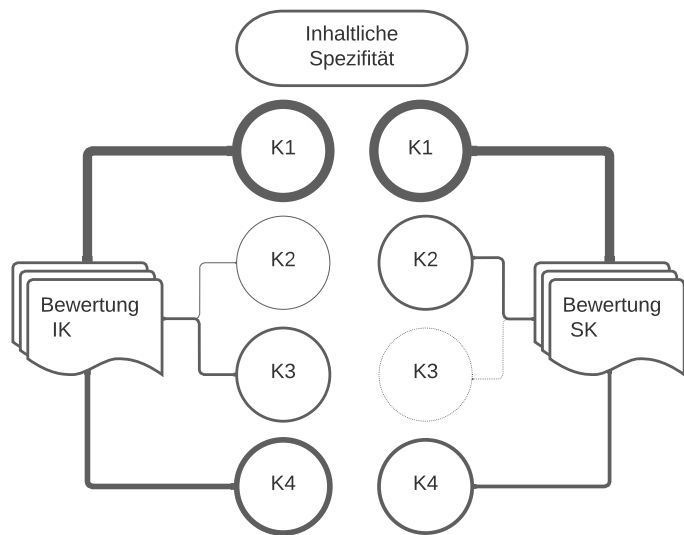 Inhaltliche
Spezifität
K1
K1
K2
K2
Bewertung
IK
Bewertung
SK
K3
K3
K4
K4